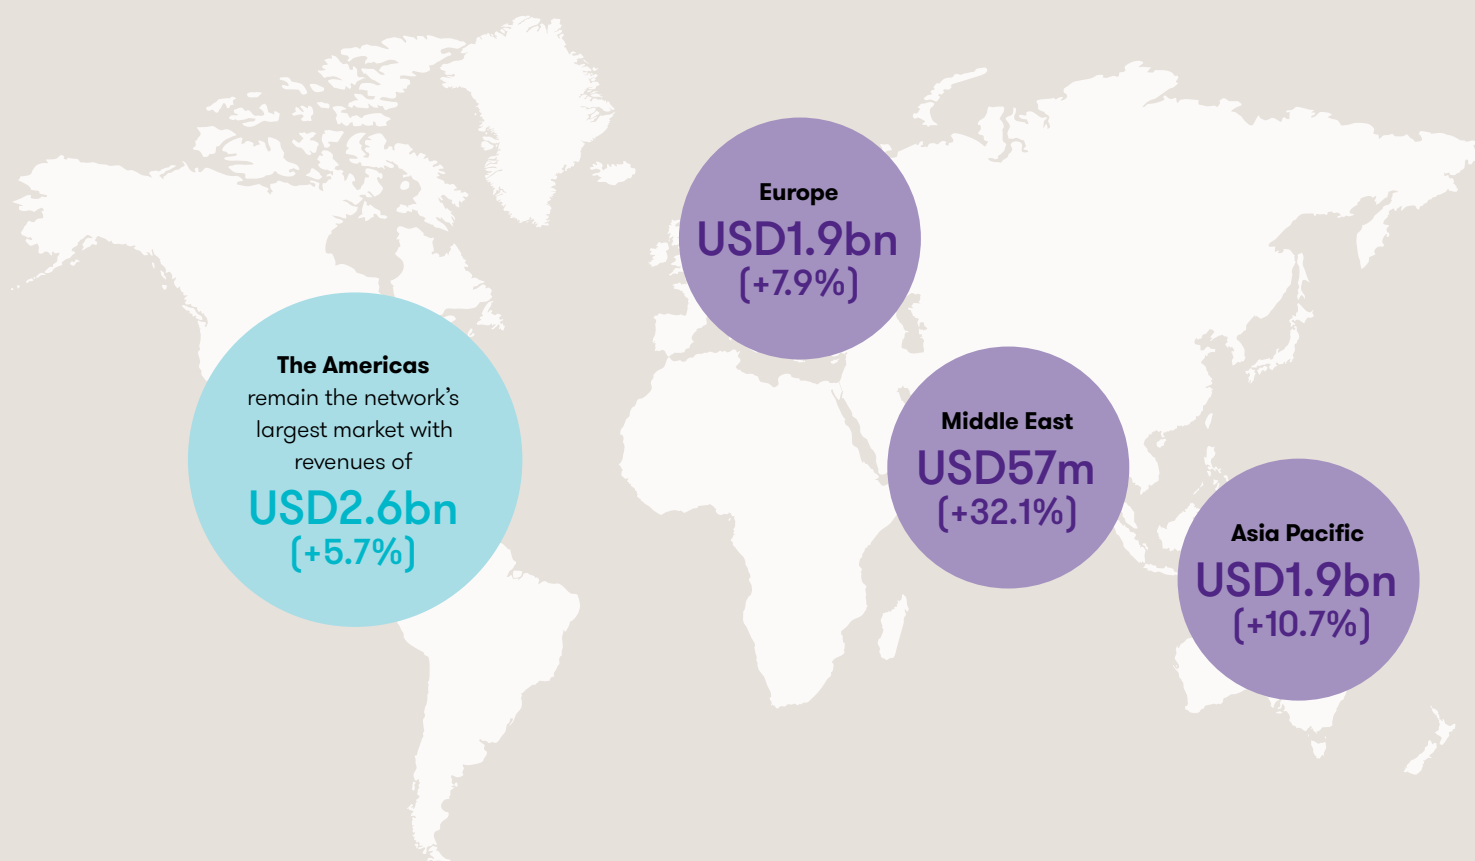 Europe
USD1.9bn
(+7.9%)
The Americas
remain the network’s
largest market with
revenues of
USD2.6bn
(+5.7%)
Middle East
USD57m
(+32.1%)
Asia Pacific
USD1.9bn
(+10.7%)